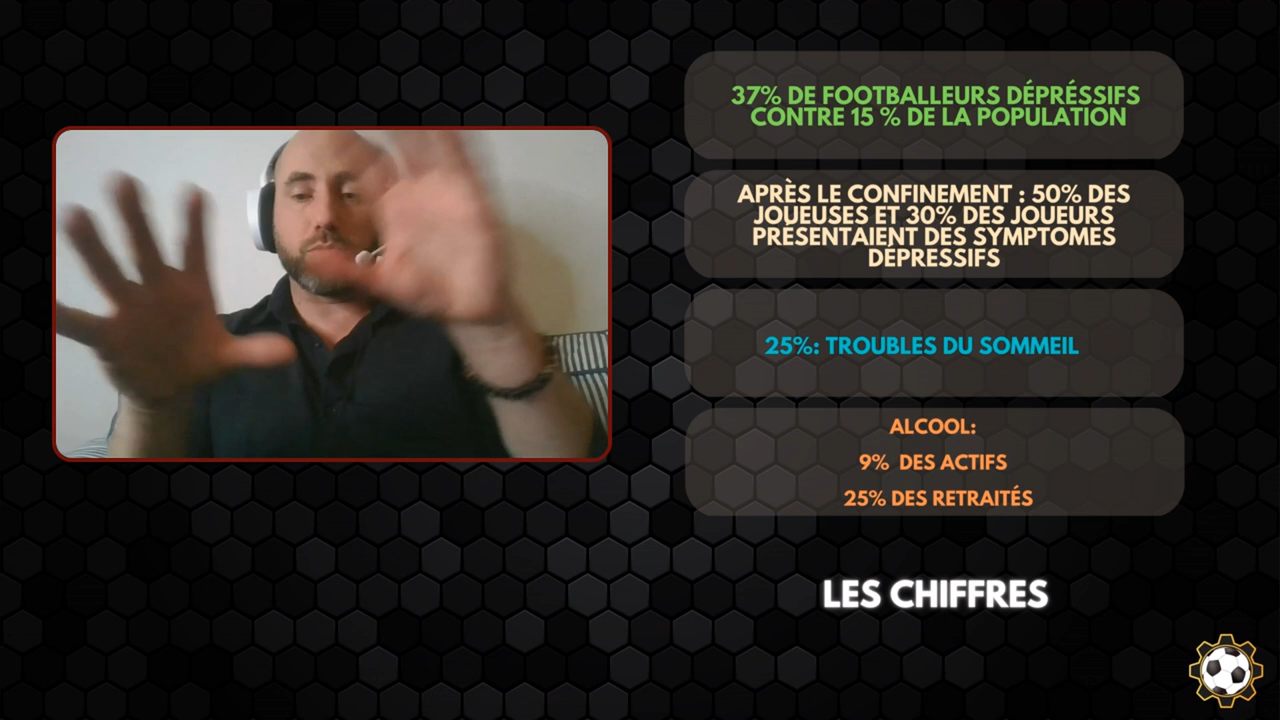 37% DE FOOTBALLEURS DÉPRÉSSIFS
CONTRE 15 % DE LA POPULATION
APRÈS LE CONFINEMENT : 50% DES
JOUEUSES ET 30% DES JOUEURS
PRÉSENTAIENT DES SYMPTOMES
DÉPRESSIFS
25%: TROUBLES DU SOMMEIL
ALCOOL:
9% DES ACTIFS
25% DES RETRAITÉS
LES CHIFFRES